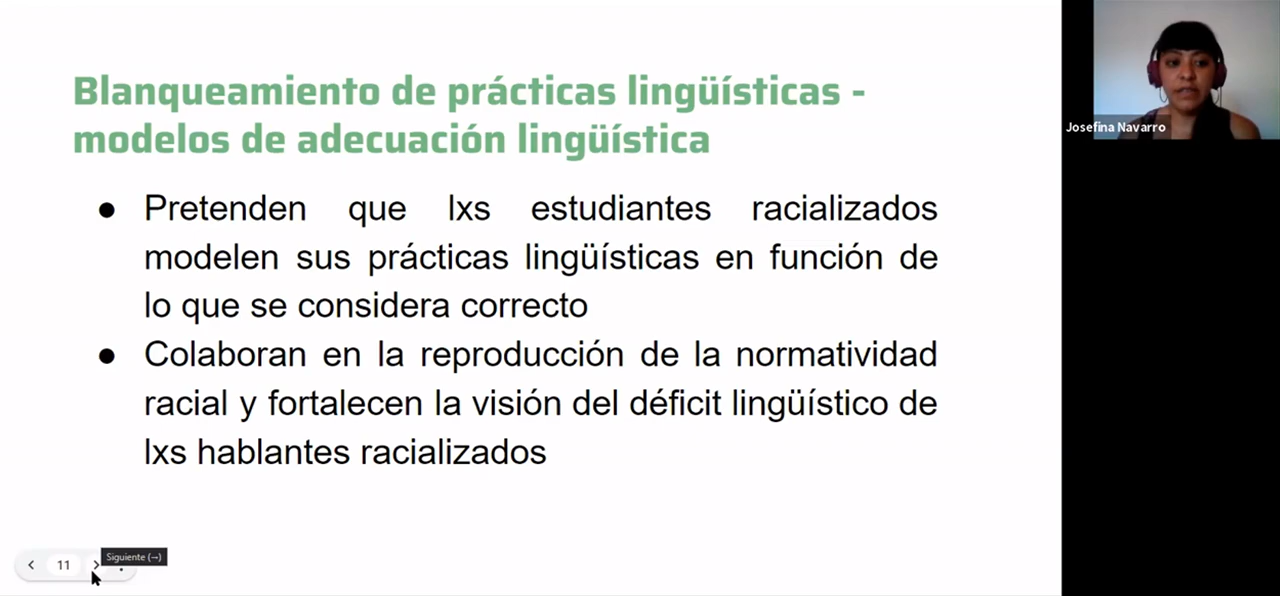 Blanqueamiento de prácticas lingüísticas -
modelos de adecuación lingüística
● Pretenden que lxs estudiantes racializados
modelen sus prácticas lingüísticas en función de
lo que se considera correcto
● Colaboran en la reproducción de la normatividad
racial y fortalecen la visión del déficit lingüístico de
lxs hablantes racializados
Josefina Navarro
Siguiente (→)
11